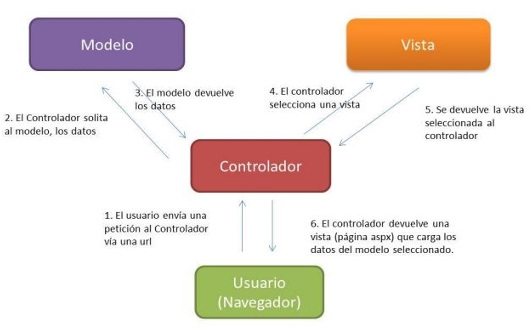 Modelo
Vista
3. El modelo devuelve
los datos
4. El controlador
selecciona una vista
2. El Controlador solita
al modelo, los datos
5. Se devuelve la vista
seleccionada al
controlador
Controlador
1. El usuario envía una
petición al Controlador
vía una url
6. El controlador devuelve una
vista (página aspx) que carga los
datos del modelo seleccionado.
Usuario
(Navegador)